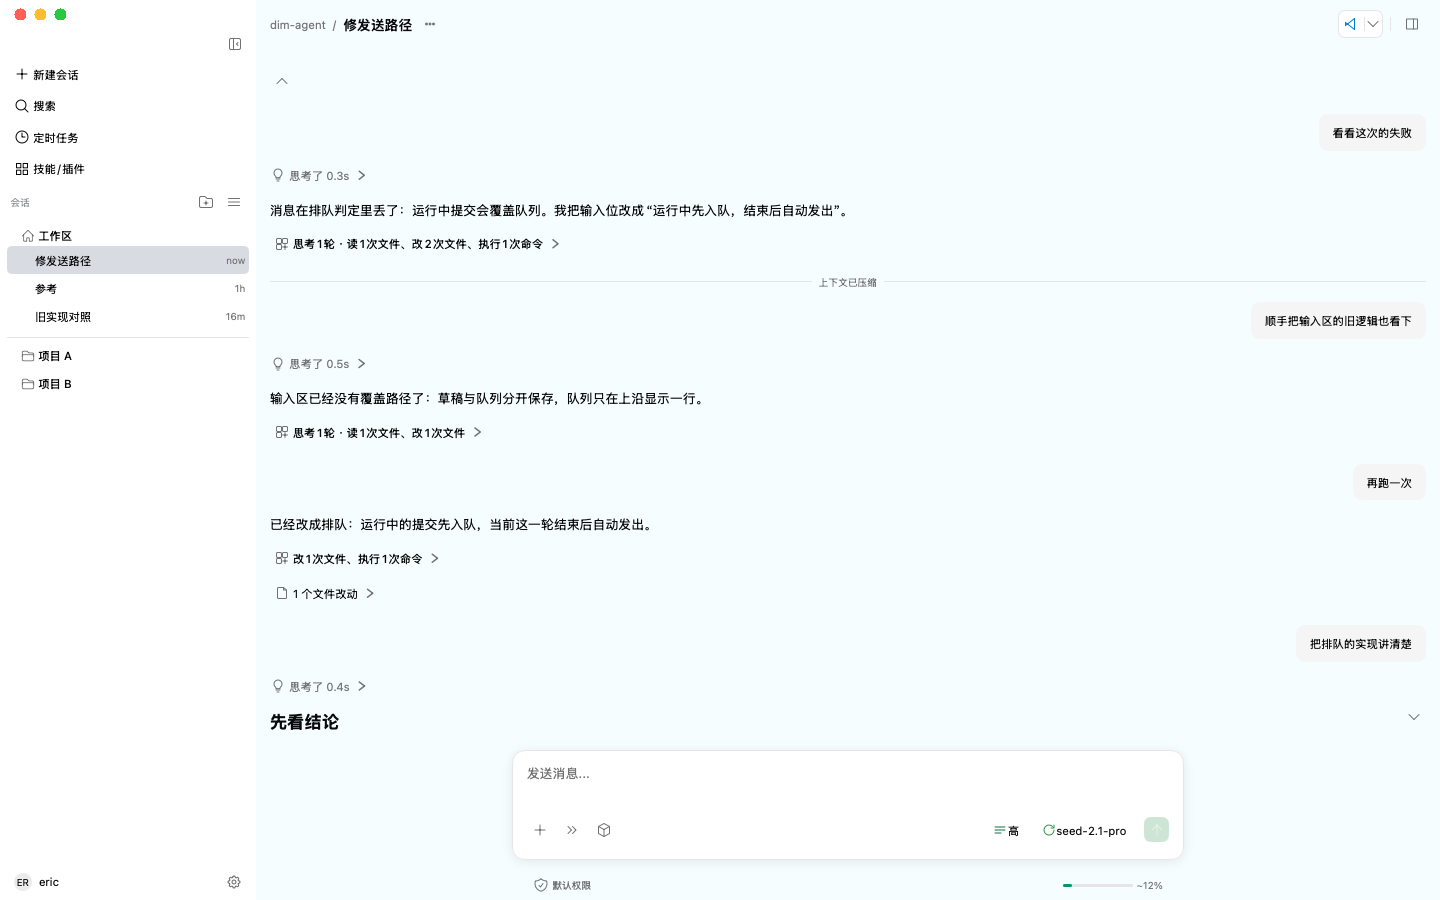 新建会话
搜索
定时任务
技能/插件
会话
工作区
修发送路径 now
参考 1h
旧实现对照 16m
项目 A
项目 B
ER eric
dim-agent / 修发送路径
看看这次的失败
思考了 0.3s
消息在排队判定里丢了：运行中提交会覆盖队列。我把输入位改成“运行中先入队，结束后自动发出”。
思考1轮 · 读1次文件、改2次文件、执行1次命令
上下文已压缩
顺手把输入区的旧逻辑也看下
思考了 0.5s
输入区已经没有覆盖路径了：草稿与队列分开保存，队列只在上沿显示一行。
思考1轮 · 读1次文件、改1次文件
再跑一次
已经改成排队：运行中的提交先入队，当前这一轮结束后自动发出。
改1次文件、执行1次命令
1 个文件改动
把排队的实现讲清楚
思考了 0.4s
先看结论
发送消息...
高 seed-2.1-pro
默认权限 ~12%